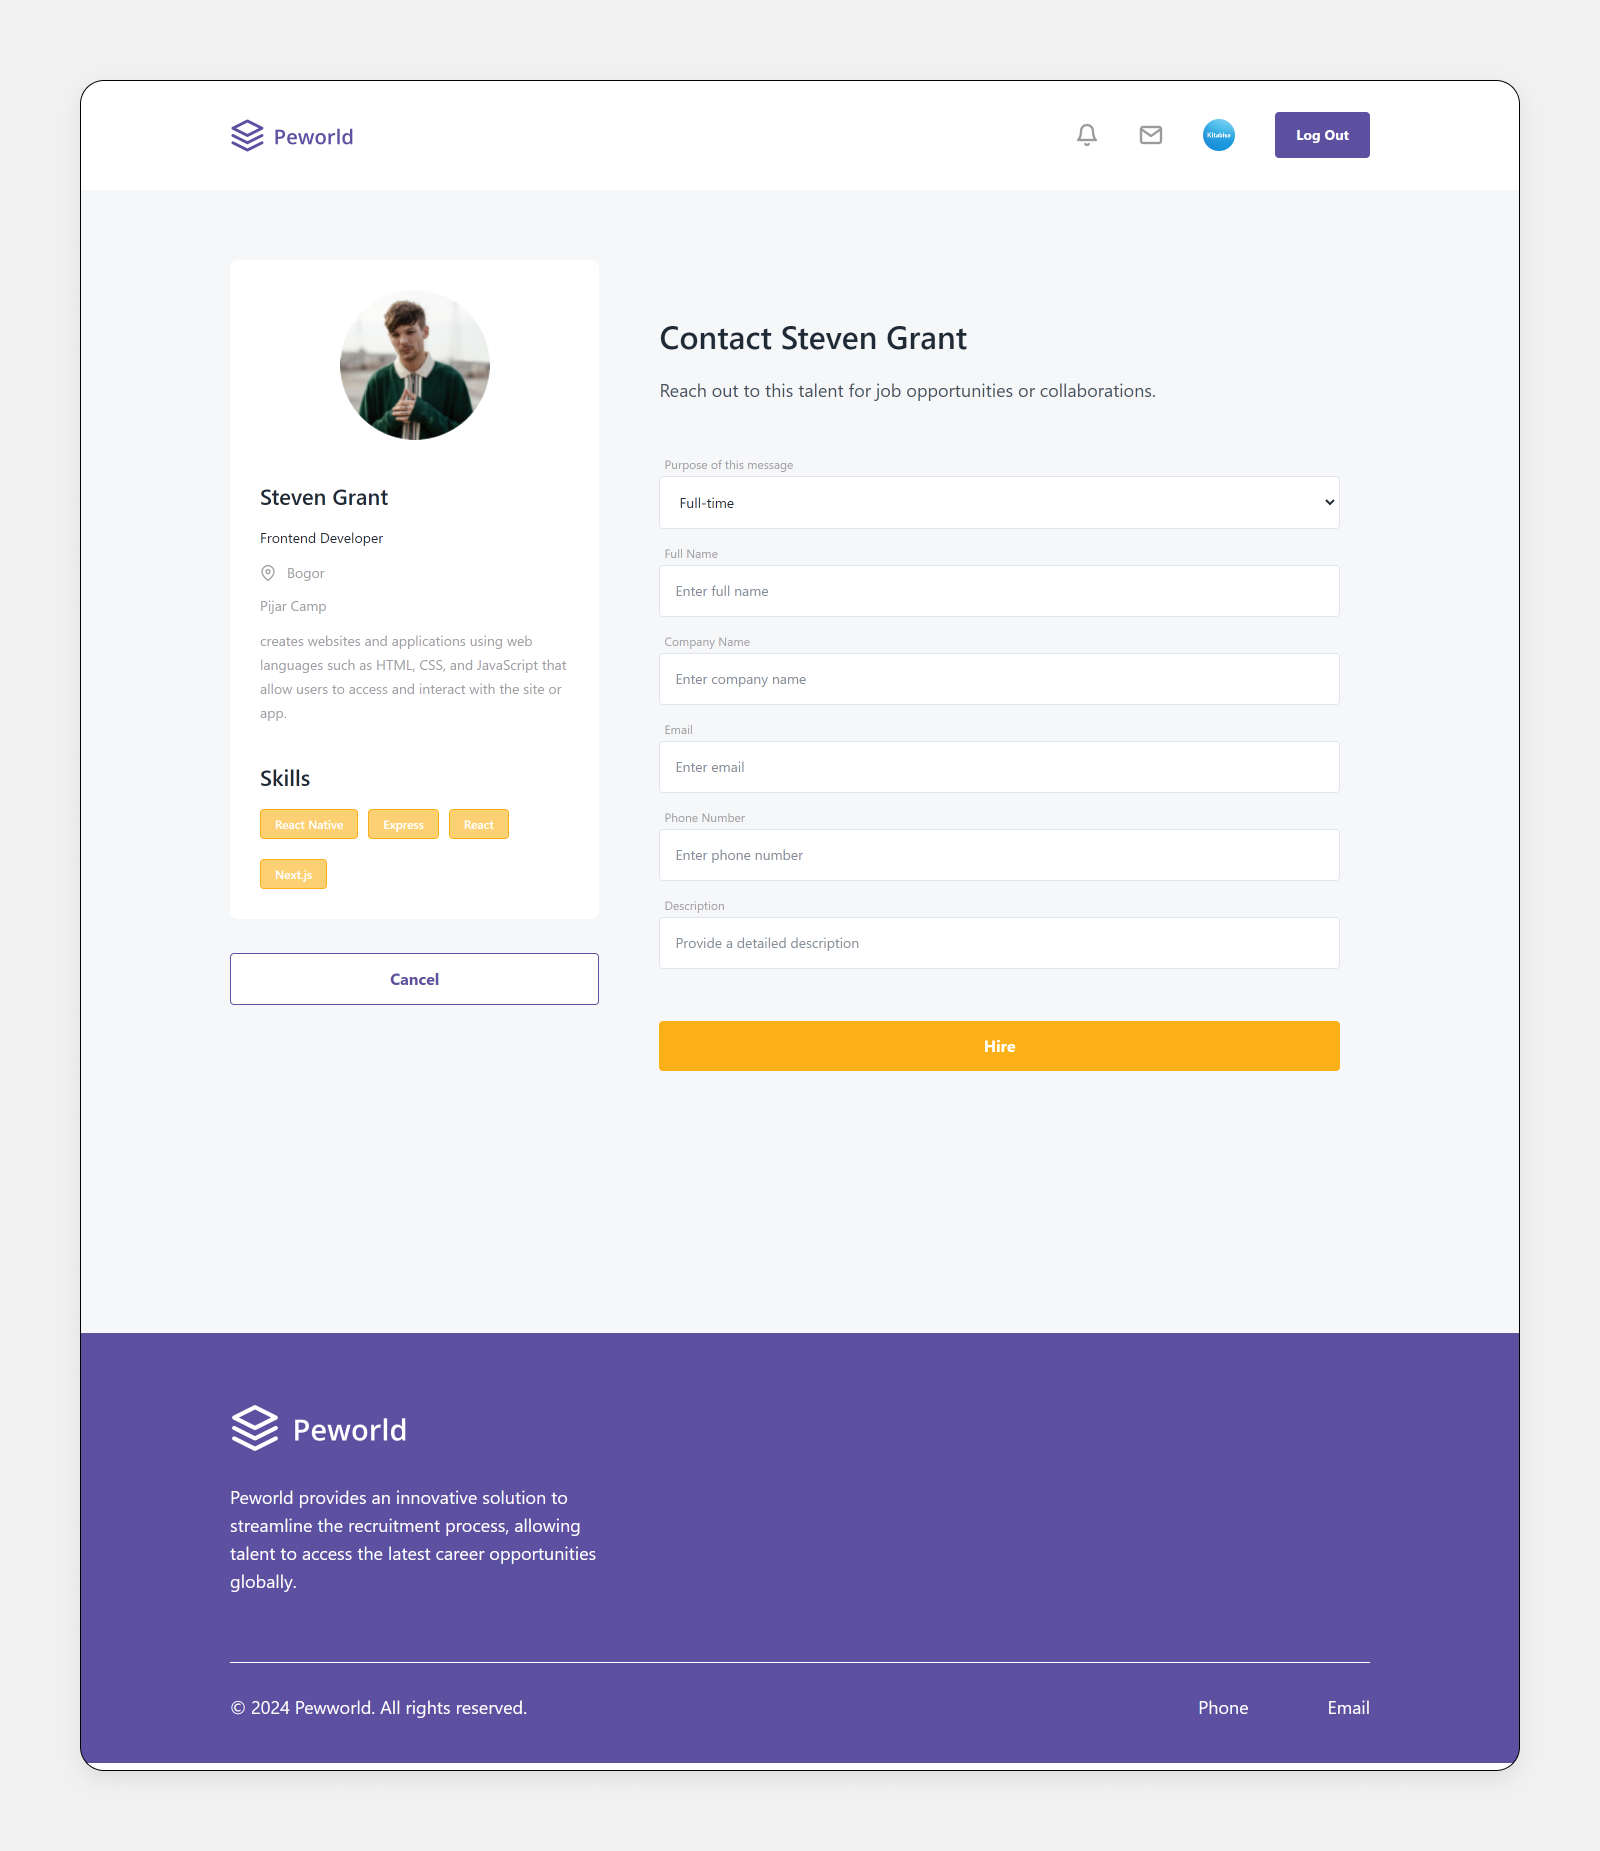 Peworld
Kitabisa
Log Out
Steven Grant
Frontend Developer
Bogor
Pijar Camp
creates websites and applications using web
languages such as HTML, CSS, and JavaScript that
allow users to access and interact with the site or
app.
Skills
React Native
Express
React
Next.js
Cancel
Contact Steven Grant
Reach out to this talent for job opportunities or collaborations.
Purpose of this message
Full-time
Full Name
Enter full name
Company Name
Enter company name
Email
Enter email
Phone Number
Enter phone number
Description
Provide a detailed description
Hire
Peworld
Peworld provides an innovative solution to
streamline the recruitment process, allowing
talent to access the latest career opportunities
globally.
© 2024 Pewworld. All rights reserved.
Phone
Email